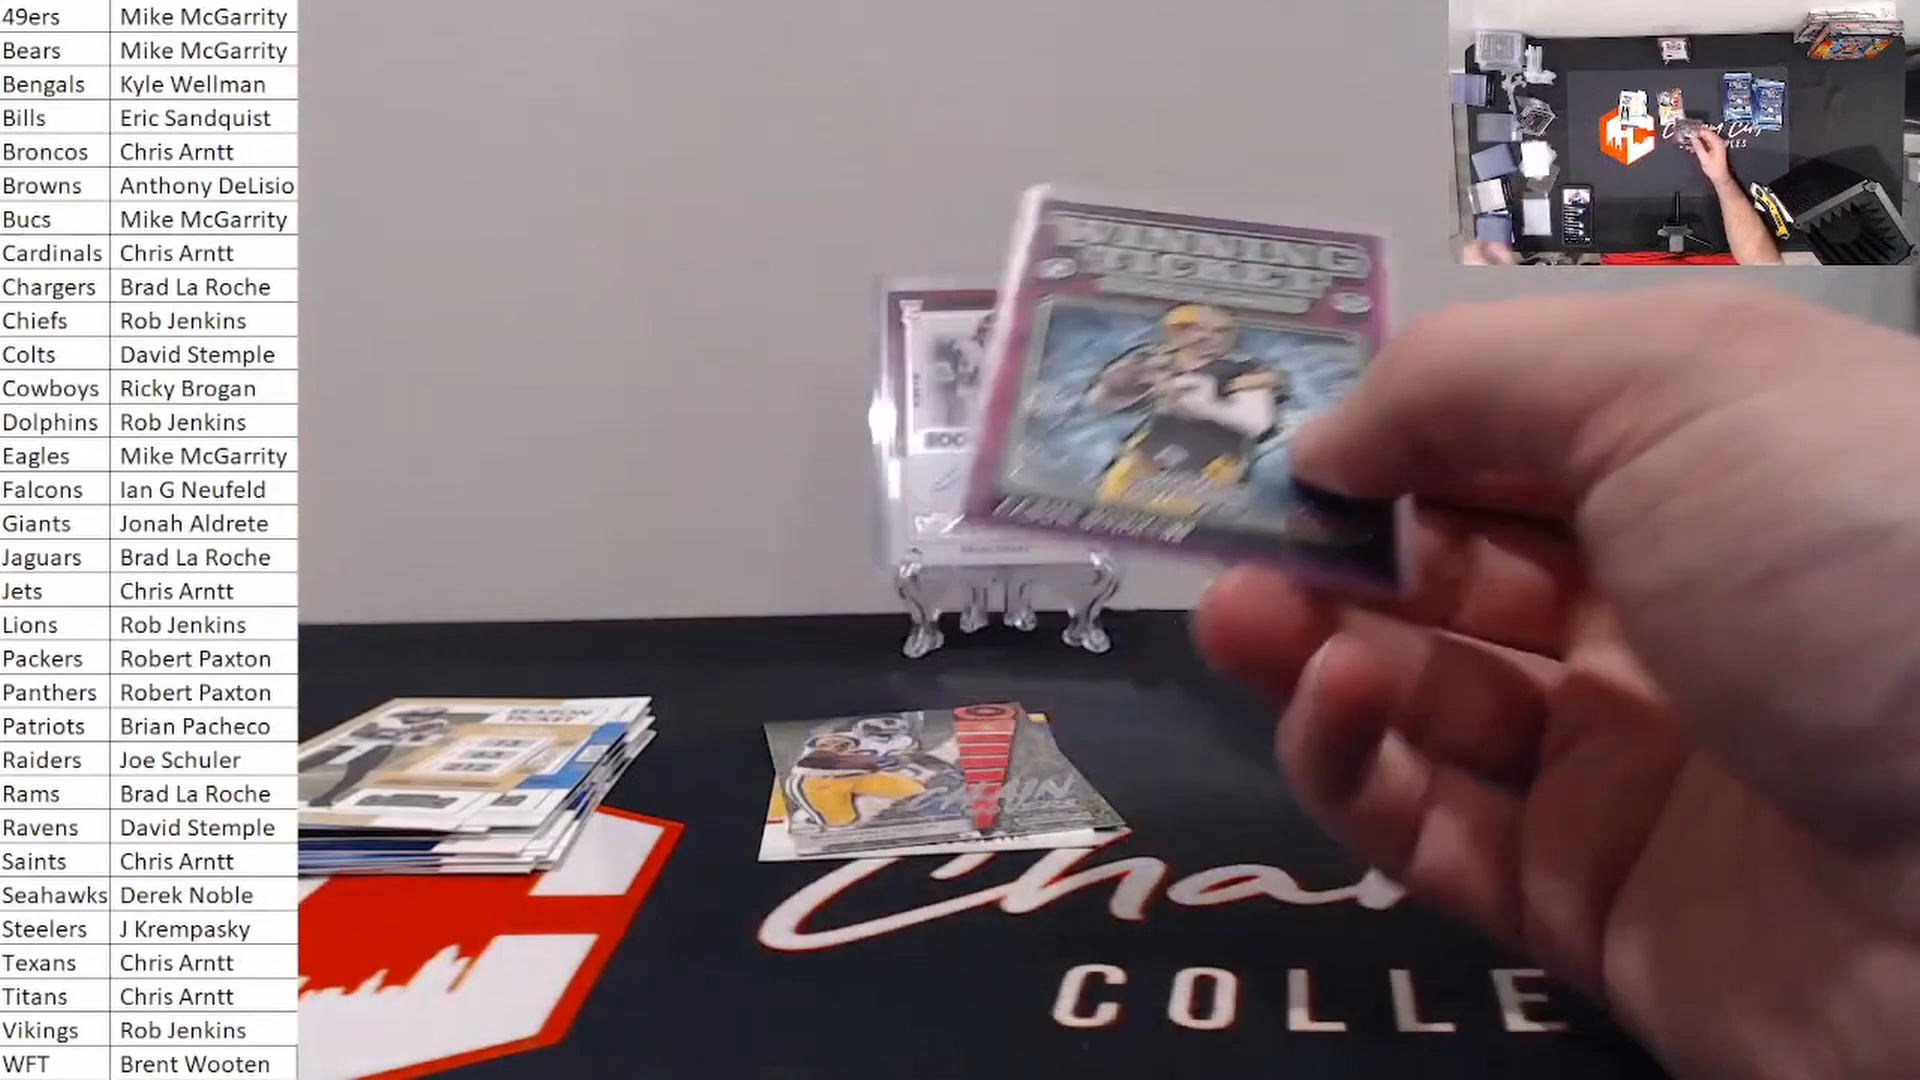 49ers Mike McGarrity
Bears Mike McGarrity
Bengals Kyle Wellman
Bills Eric Sandquist
Broncos Chris Arntt
Browns Anthony DeLisio
Bucs Mike McGarrity
Cardinals Chris Arntt
Chargers Brad La Roche
Chiefs Rob Jenkins
Colts David Stemple
Cowboys Ricky Brogan
Dolphins Rob Jenkins
Eagles Mike McGarrity
Falcons Ian G Neufeld
Giants Jonah Aldrete
Jaguars Brad La Roche
Jets Chris Arntt
Lions Rob Jenkins
Packers Robert Paxton
Panthers Robert Paxton
Patriots Brian Pacheco
Raiders Joe Schuler
Rams Brad La Roche
Ravens David Stemple
Saints Chris Arntt
Seahawks Derek Noble
Steelers J Krempasky
Texans Chris Arntt
Titans Chris Arntt
Vikings Rob Jenkins
WFT Brent Wooten
WINNING
TICKET
ROO
SEASON
TICKET
Char
COLLE